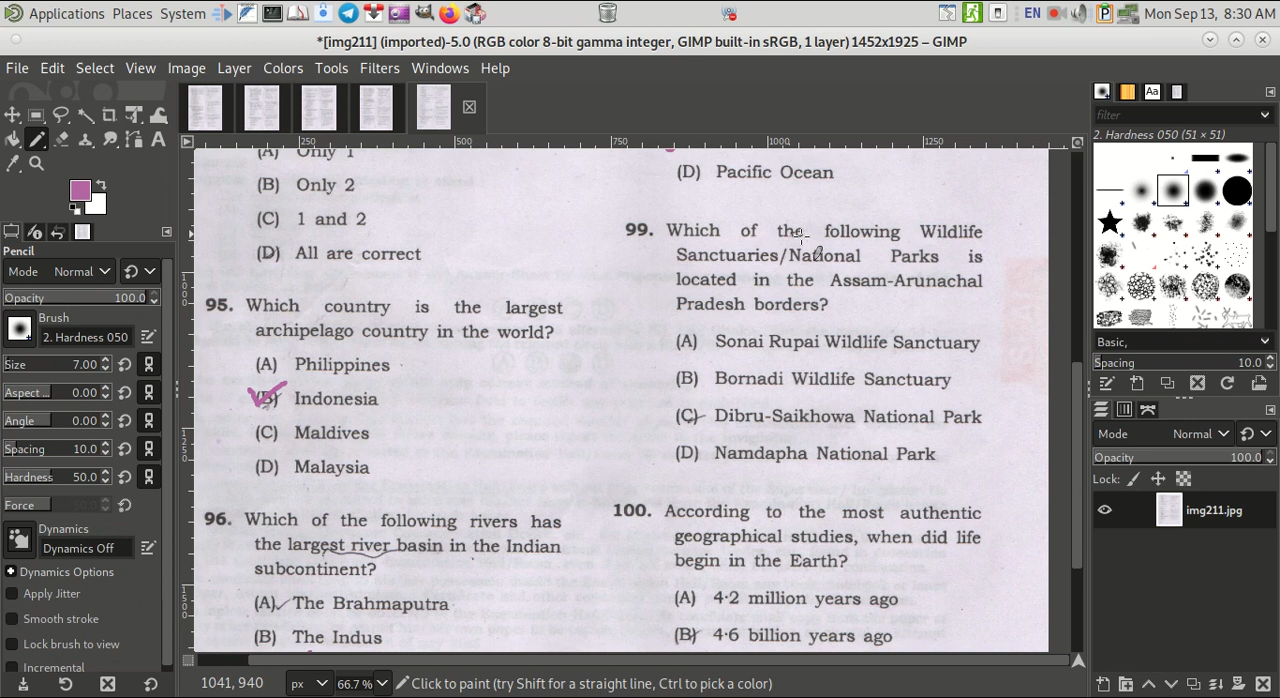 Applications Places System
EN
Mon Sep 13, 8:30 AM
*[img211] (imported)-5.0 (RGB color 8-bit gamma integer, GIMP built-in sRGB, 1 layer) 1452x1925 – GIMP
File Edit Select View Image Layer Colors Tools Filters Windows Help
250 500 750 1000 1250
(A) Only 1
(B) Only 2
(C) 1 and 2
(D) All are correct
95. Which country is the largest
archipelago country in the world?
(A) Philippines
(B) Indonesia
(C) Maldives
(D) Malaysia
96. Which of the following rivers has
the largest river basin in the Indian
subcontinent?
(A) The Brahmaputra
(B) The Indus
(D) Pacific Ocean
99. Which of the following Wildlife
Sanctuaries/National Parks is
located in the Assam-Arunachal
Pradesh borders?
(A) Sonai Rupai Wildlife Sanctuary
(B) Bornadi Wildlife Sanctuary
(C) Dibru-Saikhowa National Park
(D) Namdapha National Park
100. According to the most authentic
geographical studies, when did life
begin in the Earth?
(A) 4·2 million years ago
(B) 4·6 billion years ago
Pencil
Mode Normal
Opacity 100.0
Brush
2. Hardness 050
Size 7.00
Aspect ... 0.00
Angle 0.00
Spacing 10.0
Hardness 50.0
Force 50.0
Dynamics
Dynamics Off
Dynamics Options
Apply Jitter
Smooth stroke
Lock brush to view
Incremental
filter
2. Hardness 050 (51 × 51)
Basic,
Spacing 10.0
Mode Normal
Opacity 100.0
Lock:
img211.jpg
1041, 940 px 66.7 % Click to paint (try Shift for a straight line, Ctrl to pick a color)